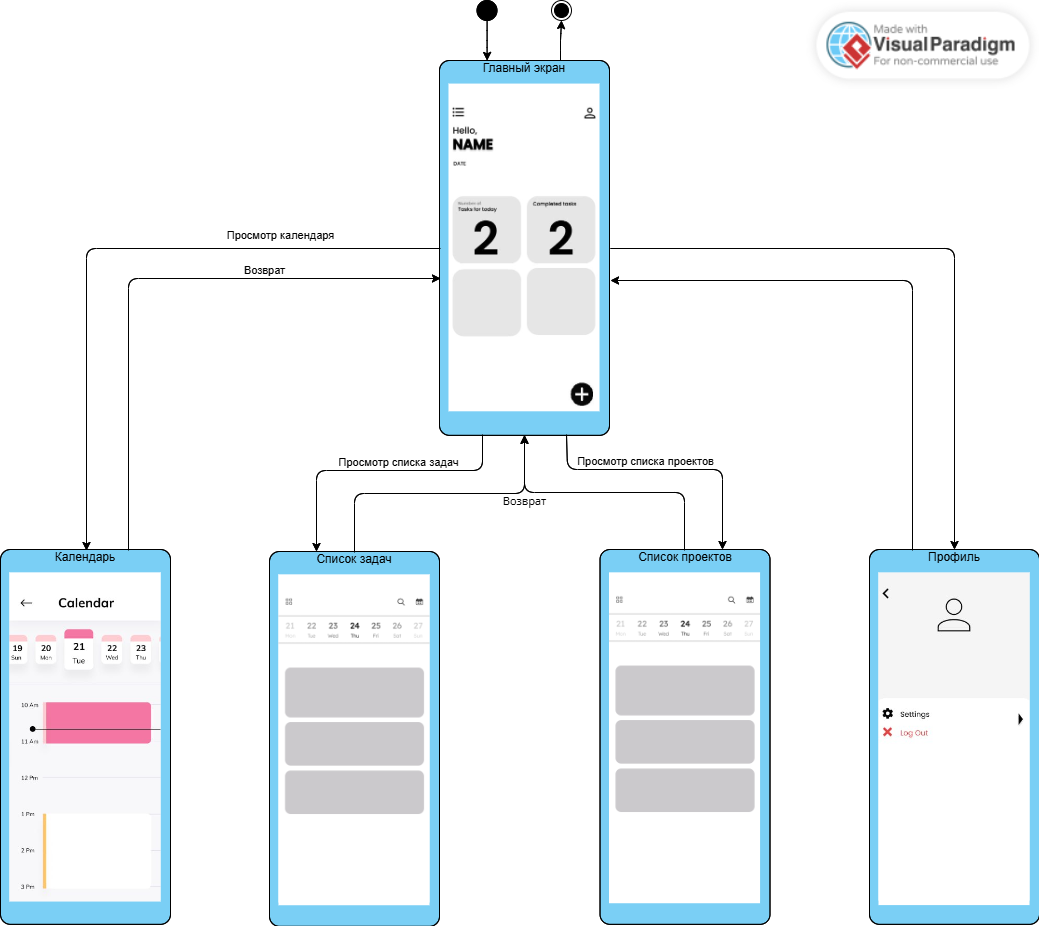 Made with
Visual Paradigm
For non-commercial use
Главный экран
Hello,
NAME
DATE
Number of
Tasks for today
2
Completed tasks
2
Просмотр календаря
Возврат
Просмотр списка задач
Просмотр списка проектов
Возврат
Календарь
Calendar
19 20 21 22 23
Sun Mon Tue Wed Thu
10 Am
11 Am
12 Pm
1 Pm
2 Pm
3 Pm
Список задач
21 22 23 24 25 26 27
Mon Tue Wed Thu Fri Sat Sun
Список проектов
21 22 23 24 25 26 27
Mon Tue Wed Thu Fri Sat Sun
Профиль
Settings
Log Out